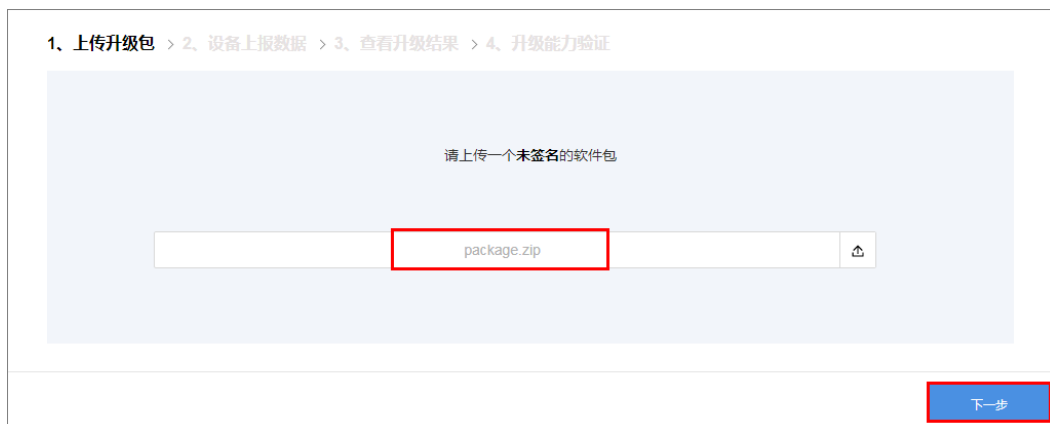 1、上传升级包 > 2、设备上报数据 > 3、查看升级结果 > 4、升级能力验证
请上传一个未签名的软件包
package.zip
下一步